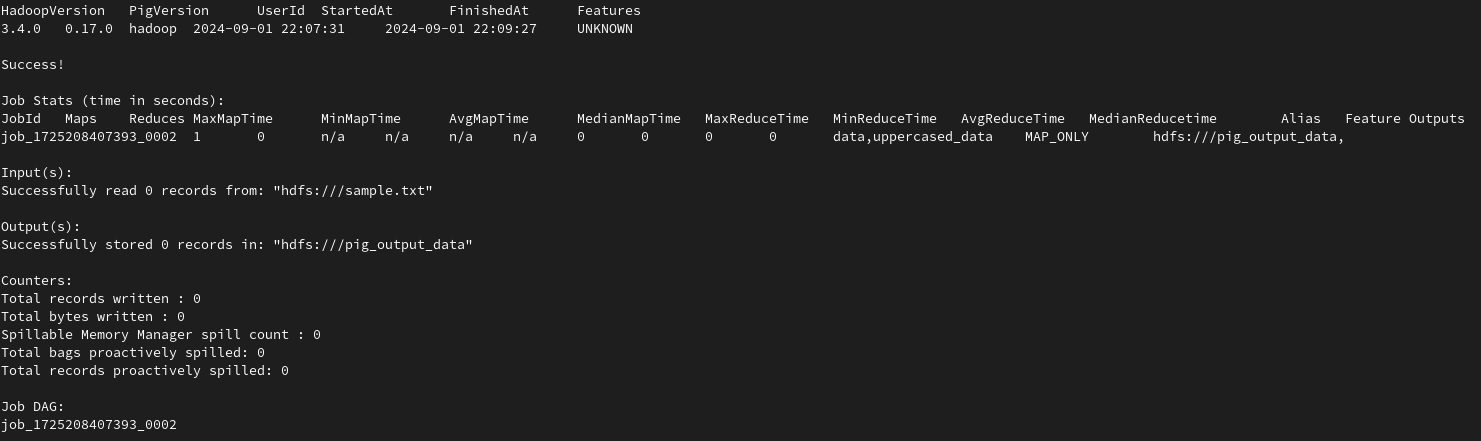 HadoopVersion PigVersion UserId StartedAt FinishedAt Features
3.4.0 0.17.0 hadoop 2024-09-01 22:07:31 2024-09-01 22:09:27 UNKNOWN
Success!
Job Stats (time in seconds):
JobId Maps Reduces MaxMapTime MinMapTime AvgMapTime MedianMapTime MaxReduceTime MinReduceTime AvgReduceTime MedianReducetime Alias Feature Outputs
job_1725208407393_0002 1 0 n/a n/a n/a n/a 0 0 0 0 data,uppercased_data MAP_ONLY hdfs:///pig_output_data,
Input(s):
Successfully read 0 records from: "hdfs:///sample.txt"
Output(s):
Successfully stored 0 records in: "hdfs:///pig_output_data"
Counters:
Total records written : 0
Total bytes written : 0
Spillable Memory Manager spill count : 0
Total bags proactively spilled: 0
Total records proactively spilled: 0
Job DAG:
job_1725208407393_0002